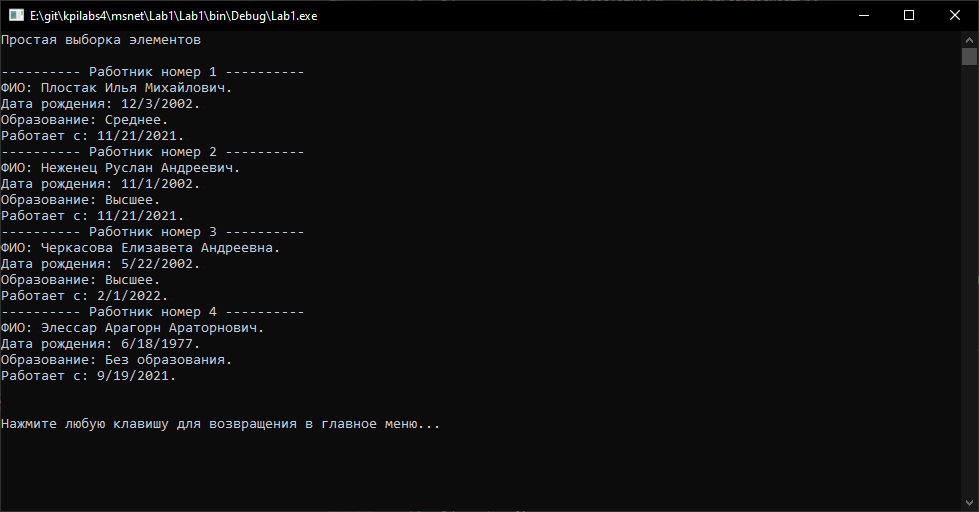 E:\git\kpilabs4\msnet\Lab1\Lab1\bin\Debug\Lab1.exe
Простая выборка элементов
---------- Работник номер 1 ----------
ФИО: Плостак Илья Михайлович.
Дата рождения: 12/3/2002.
Образование: Среднее.
Работает с: 11/21/2021.
---------- Работник номер 2 ----------
ФИО: Неженец Руслан Андреевич.
Дата рождения: 11/1/2002.
Образование: Высшее.
Работает с: 11/21/2021.
---------- Работник номер 3 ----------
ФИО: Черкасова Елизавета Андреевна.
Дата рождения: 5/22/2002.
Образование: Высшее.
Работает с: 2/1/2022.
---------- Работник номер 4 ----------
ФИО: Элессар Арагорн Араторнович.
Дата рождения: 6/18/1977.
Образование: Без образования.
Работает с: 9/19/2021.
Нажмите любую клавишу для возвращения в главное меню...